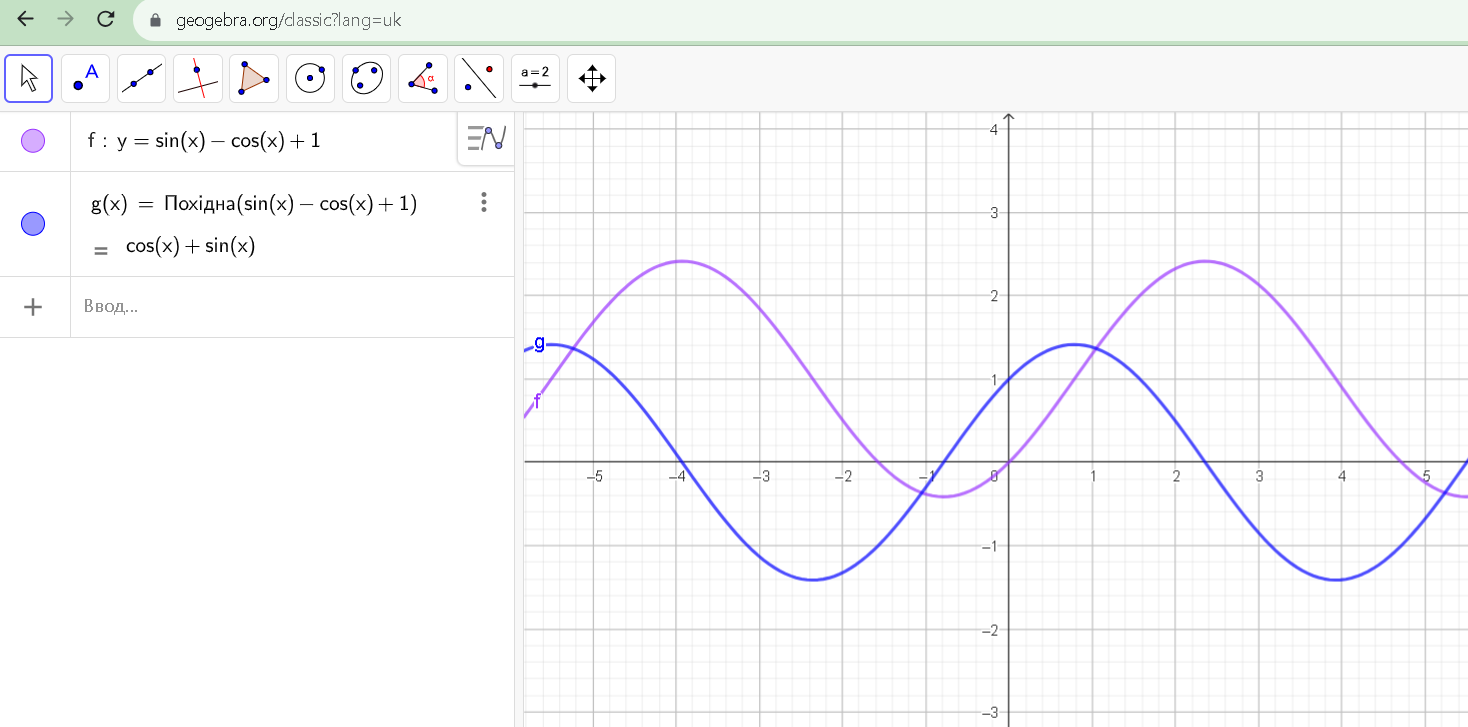 geogebra.org/classic?lang=uk
A
α
a=2
f : y = sin(x) − cos(x) + 1
g(x) = Похідна(sin(x) − cos(x) + 1)
= cos(x) + sin(x)
+ Ввод...
4
3
2
g
1
f
−5 −4 −3 −2 −1 0 1 2 3 4 5
−1
−2
−3